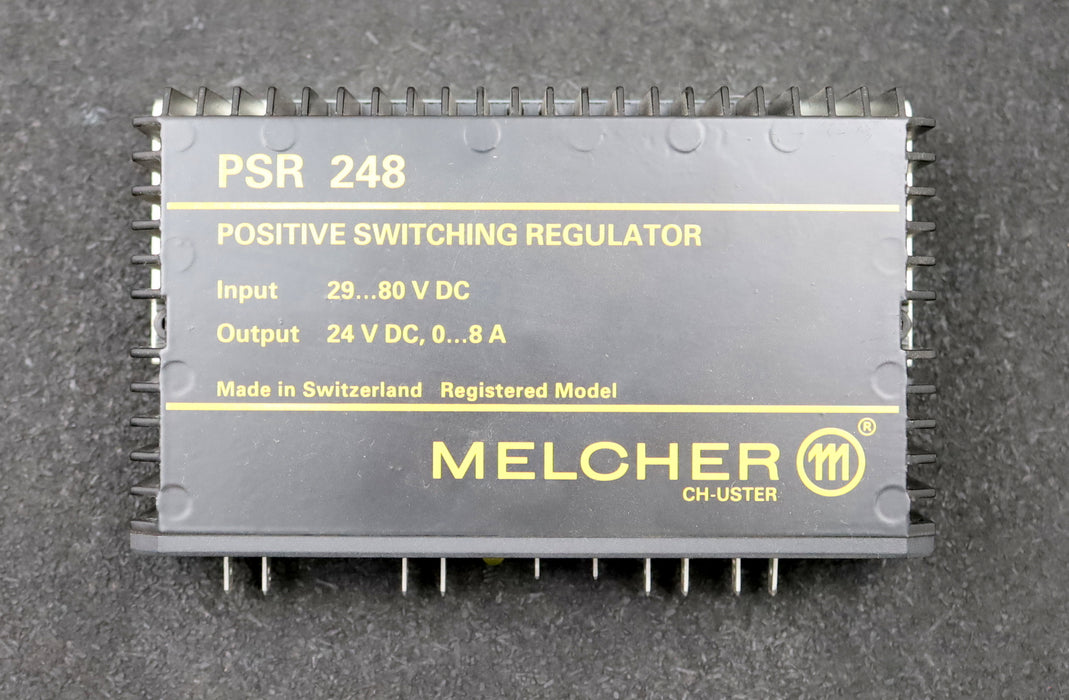 PSR 248
POSITIVE SWITCHING REGULATOR
Input 29...80 V DC
Output 24 V DC, 0...8 A
Made in Switzerland Registered Model
MELCHER m ®
CH-USTER